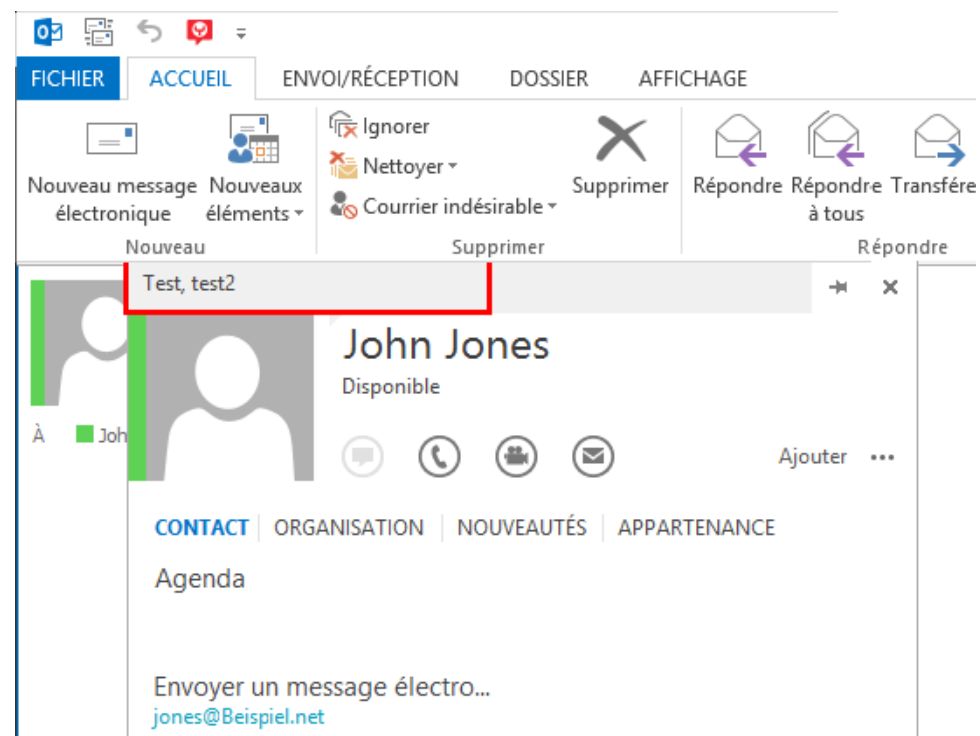 FICHIER ACCUEIL ENVOI/RÉCEPTION DOSSIER AFFICHAGE
Nouveau message électronique
Nouveaux éléments
Ignorer
Nettoyer
Courrier indésirable
Supprimer
Répondre
Répondre à tous
Transfére
Nouveau
Supprimer
Répondre
Test, test2
John Jones
Disponible
À Joh
Ajouter
CONTACT ORGANISATION NOUVEAUTÉS APPARTENANCE
Agenda
Envoyer un message électro...
jones@Beispiel.net